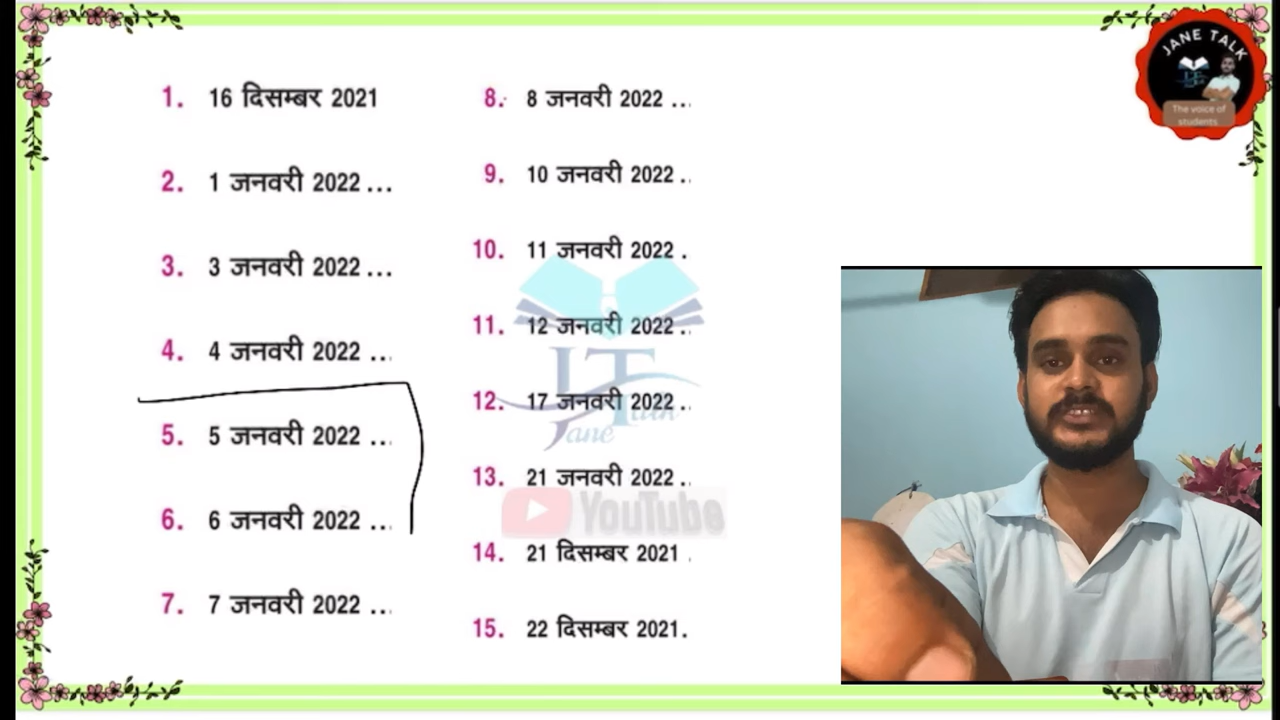 1. 16 दिसम्बर 2021
2. 1 जनवरी 2022 ...
3. 3 जनवरी 2022 ...
4. 4 जनवरी 2022 ...
5. 5 जनवरी 2022 ...
6. 6 जनवरी 2022 ...
7. 7 जनवरी 2022 ...
8. 8 जनवरी 2022 ...
9. 10 जनवरी 2022 ..
10. 11 जनवरी 2022 .
11. 12 जनवरी 2022 ..
12. 17 जनवरी 2022 ..
13. 21 जनवरी 2022 ..
14. 21 दिसम्बर 2021 .
15. 22 दिसम्बर 2021.
JT
Jane Talk
YouTube
JANE TALK
The voice of
students